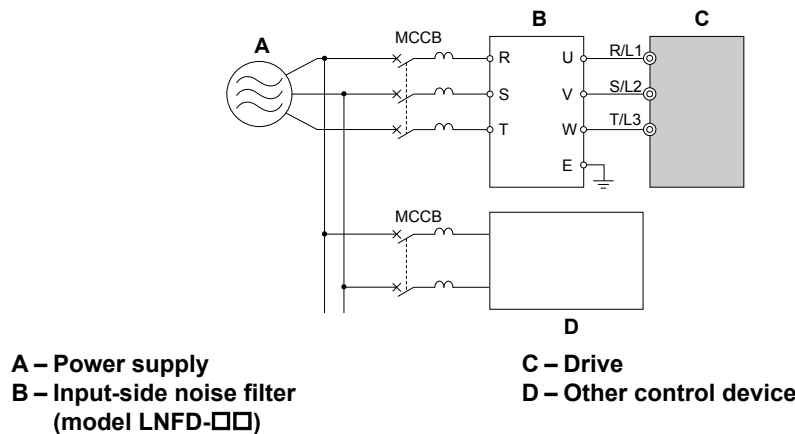 A
B
C
MCCB
R
U
R/L1
S
V
S/L2
T
W
T/L3
E
MCCB
D
A – Power supply
B – Input-side noise filter
(model LNFD-□□)
C – Drive
D – Other control device